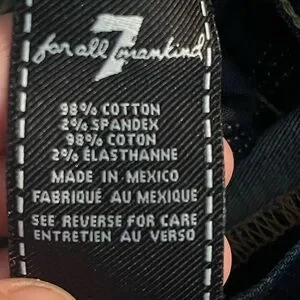 7
for all mankind
98% COTTON
2% SPANDEX
98% COTON
2% ÉLASTHANNE
MADE IN MEXICO
FABRIQUÉ AU MEXIQUE
SEE REVERSE FOR CARE
ENTRETIEN AU VERSO